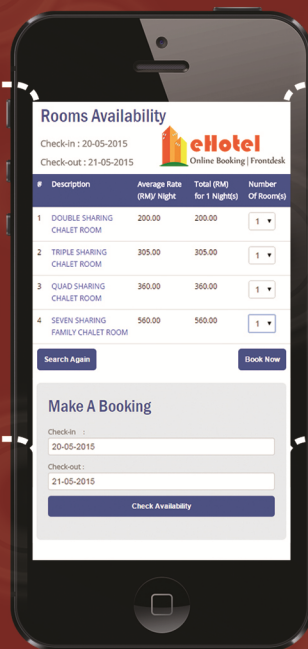 Rooms Availability
Check-in : 20-05-2015
Check-out : 21-05-2015
eHotel
Online Booking | Frontdesk
# Description Average Rate (RM)/ Night Total (RM) for 1 Night(s) Number Of Room(s)
1 DOUBLE SHARING CHALET ROOM 200.00 200.00 1
2 TRIPLE SHARING CHALET ROOM 305.00 305.00 1
3 QUAD SHARING CHALET ROOM 360.00 360.00 1
4 SEVEN SHARING FAMILY CHALET ROOM 560.00 560.00 1
Search Again Book Now
Make A Booking
Check-In :
20-05-2015
Check-out :
21-05-2015
Check Availability